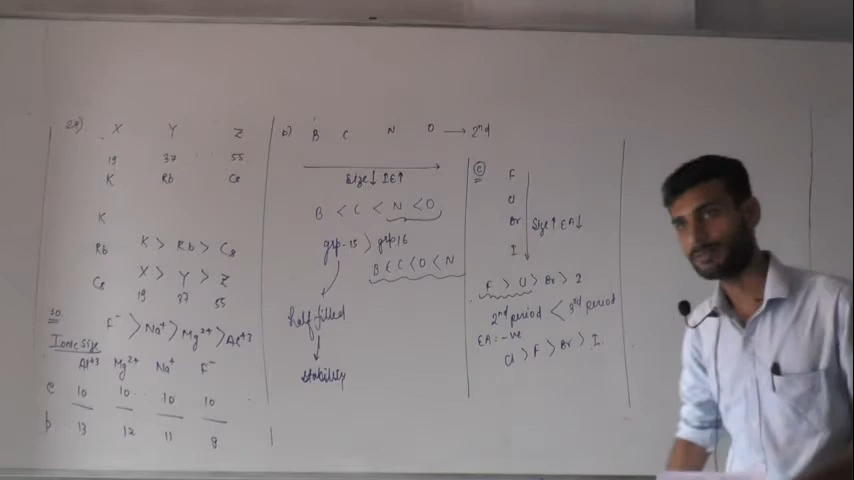 29) X Y Z
19 37 55
K Rb Cs
K
Rb K > Rb > Cs
Cs X > Y > Z
19 37 55
30.
F⁻ > Na⁺ > Mg²⁺ > Al⁺³
Ionic Size
Al⁺³ Mg²⁺ Na⁺ F⁻
e 10 10 10 10
p 13 12 11 9
b) B C N O → 2nd
Size↓ IE↑
B < C < N < O
grp-15 > grp16
B < C < O < N
half filled
stability
c
F
Cl
Br Size↑ EA↓
I
F > Cl > Br > I
2nd period < 3rd period
EA = -ve
Cl > F > Br > I